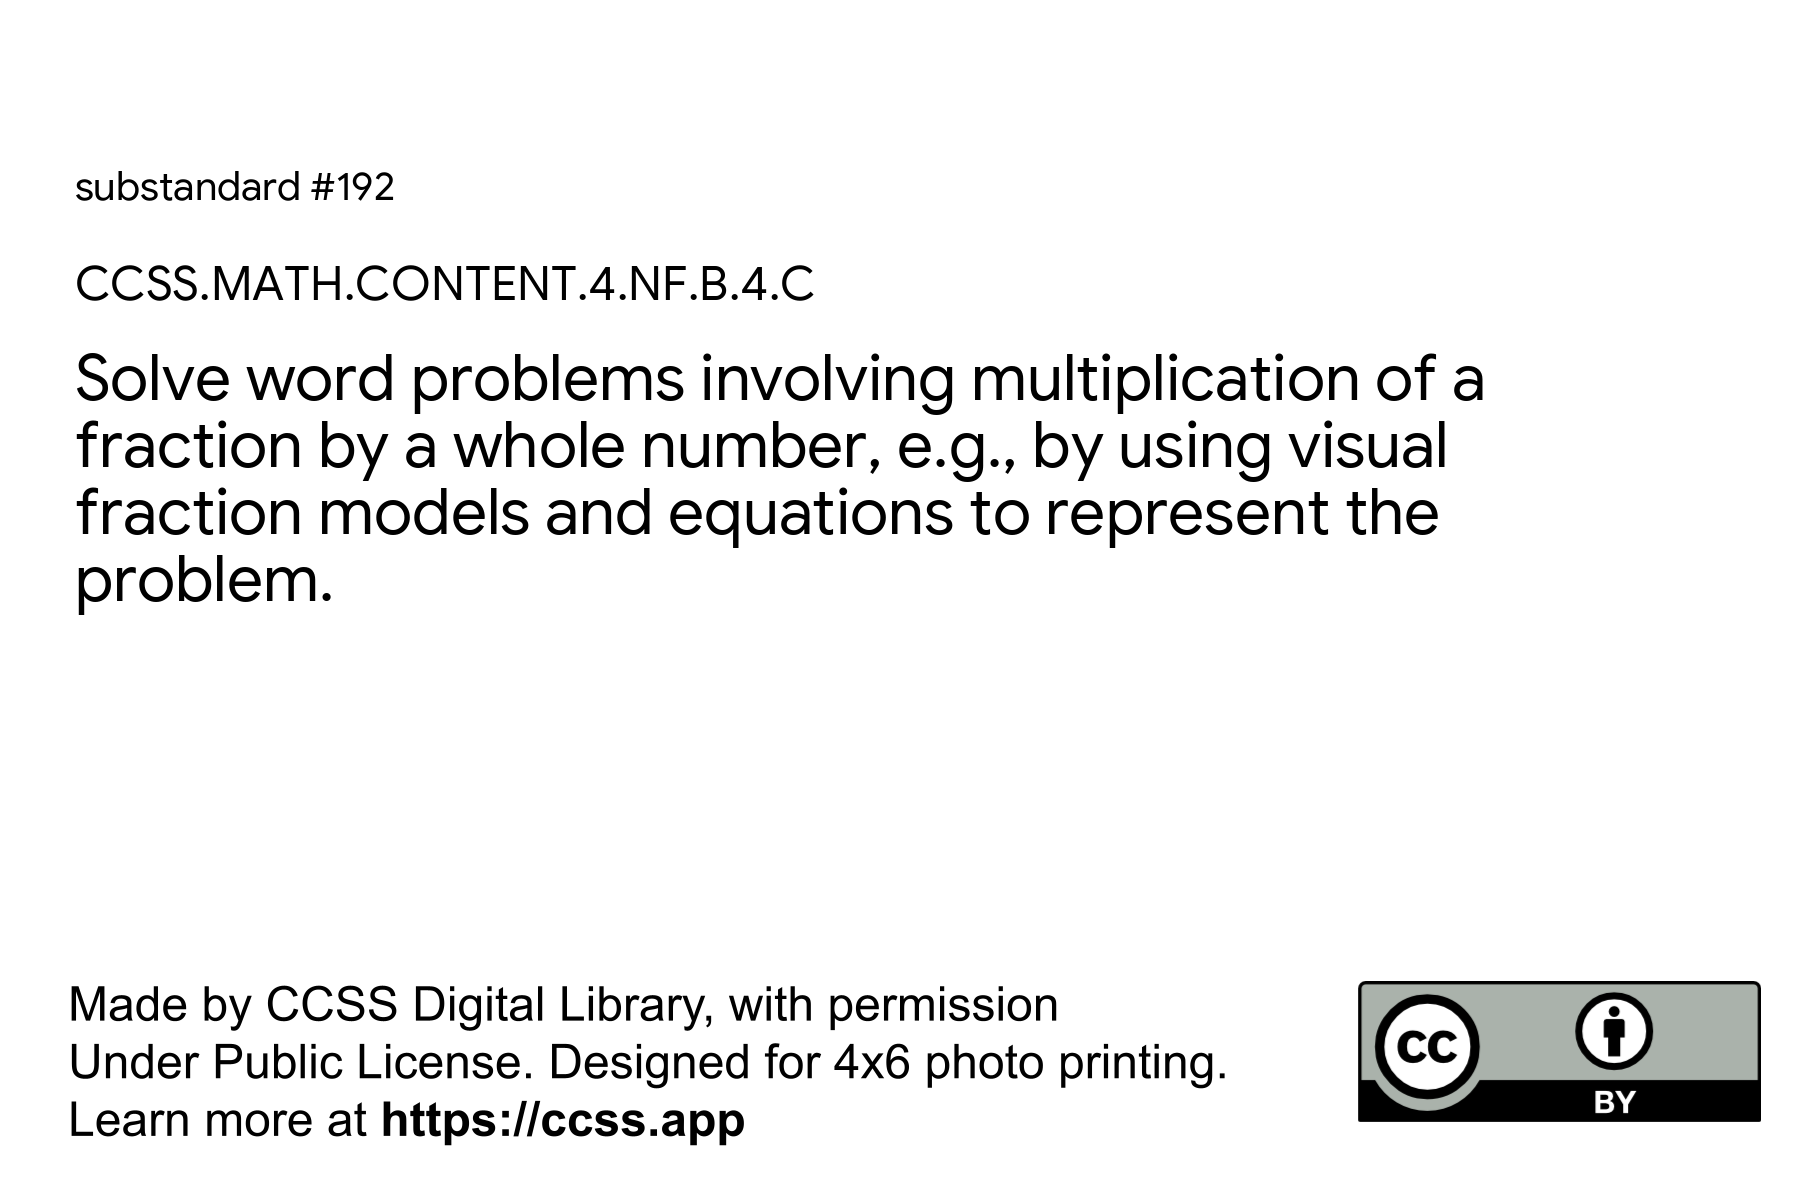 substandard #192
CCSS.MATH.CONTENT.4.NF.B.4.C
Solve word problems involving multiplication of a
fraction by a whole number, e.g., by using visual
fraction models and equations to represent the
problem.
Made by CCSS Digital Library, with permission
Under Public License. Designed for 4x6 photo printing.
Learn more at https://ccss.app
cc
BY